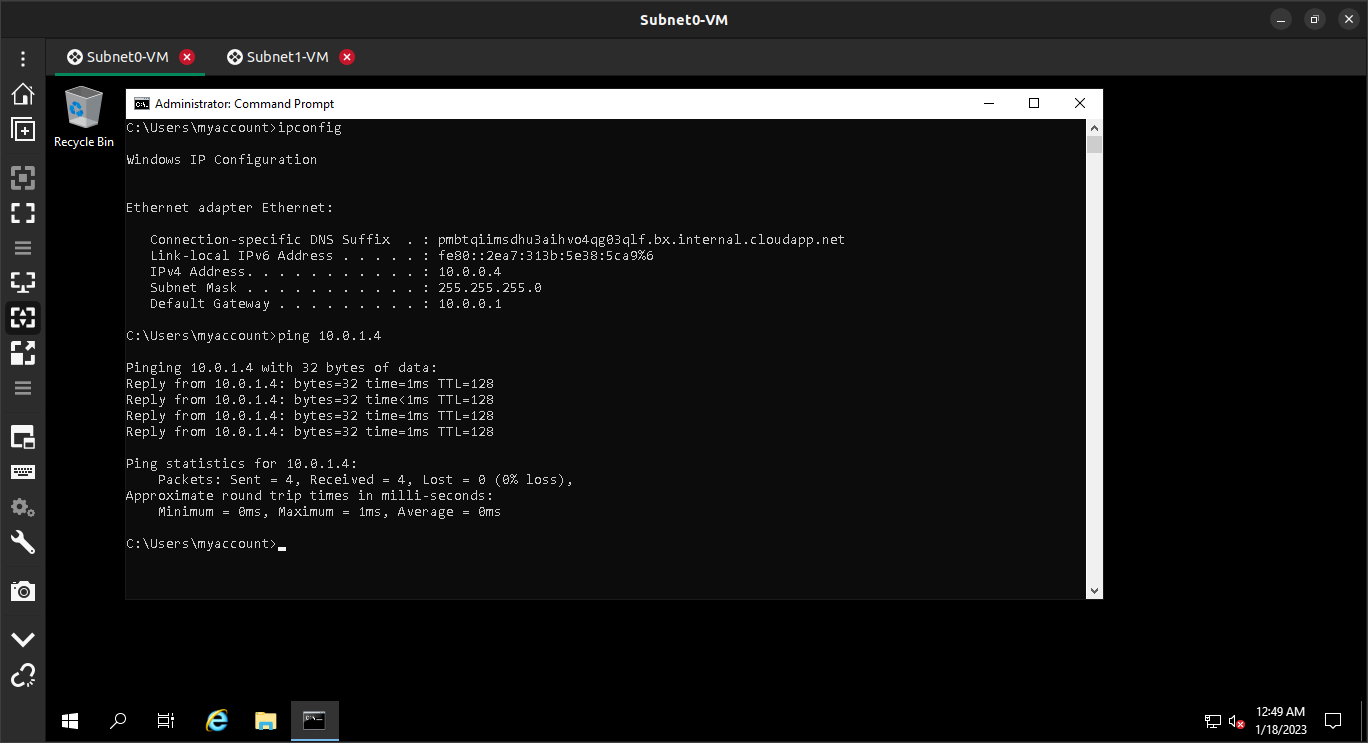 Subnet0-VM
Subnet0-VM
Subnet1-VM
Recycle Bin
Administrator: Command Prompt
C:\Users\myaccount>ipconfig
Windows IP Configuration
Ethernet adapter Ethernet:
Connection-specific DNS Suffix  . : pmbtqiimsdhu3aihvo4qg03qlf.bx.internal.cloudapp.net
Link-local IPv6 Address . . . . . : fe80::2ea7:313b:5e38:5ca9%6
IPv4 Address. . . . . . . . . . . : 10.0.0.4
Subnet Mask . . . . . . . . . . . : 255.255.255.0
Default Gateway . . . . . . . . . : 10.0.0.1
C:\Users\myaccount>ping 10.0.1.4
Pinging 10.0.1.4 with 32 bytes of data:
Reply from 10.0.1.4: bytes=32 time=1ms TTL=128
Reply from 10.0.1.4: bytes=32 time<1ms TTL=128
Reply from 10.0.1.4: bytes=32 time=1ms TTL=128
Reply from 10.0.1.4: bytes=32 time=1ms TTL=128
Ping statistics for 10.0.1.4:
Packets: Sent = 4, Received = 4, Lost = 0 (0% loss),
Approximate round trip times in milli-seconds:
Minimum = 0ms, Maximum = 1ms, Average = 0ms
C:\Users\myaccount>
12:49 AM
1/18/2023